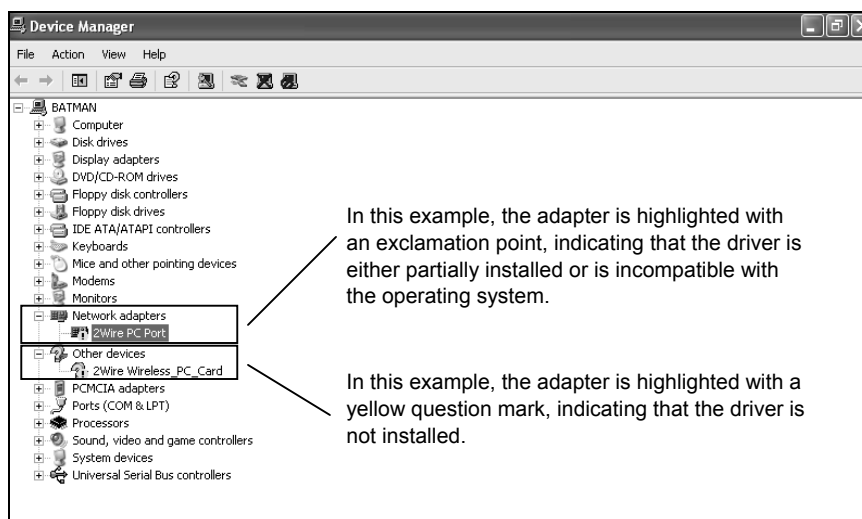 Device Manager
File Action View Help
BATMAN
Computer
Disk drives
Display adapters
DVD/CD-ROM drives
Floppy disk controllers
Floppy disk drives
IDE ATA/ATAPI controllers
Keyboards
Mice and other pointing devices
Modems
Monitors
Network adapters
2Wire PC Port
Other devices
2Wire Wireless_PC_Card
PCMCIA adapters
Ports (COM & LPT)
Processors
Sound, video and game controllers
System devices
Universal Serial Bus controllers
In this example, the adapter is highlighted with
an exclamation point, indicating that the driver is
either partially installed or is incompatible with
the operating system.
In this example, the adapter is highlighted with a
yellow question mark, indicating that the driver is
not installed.